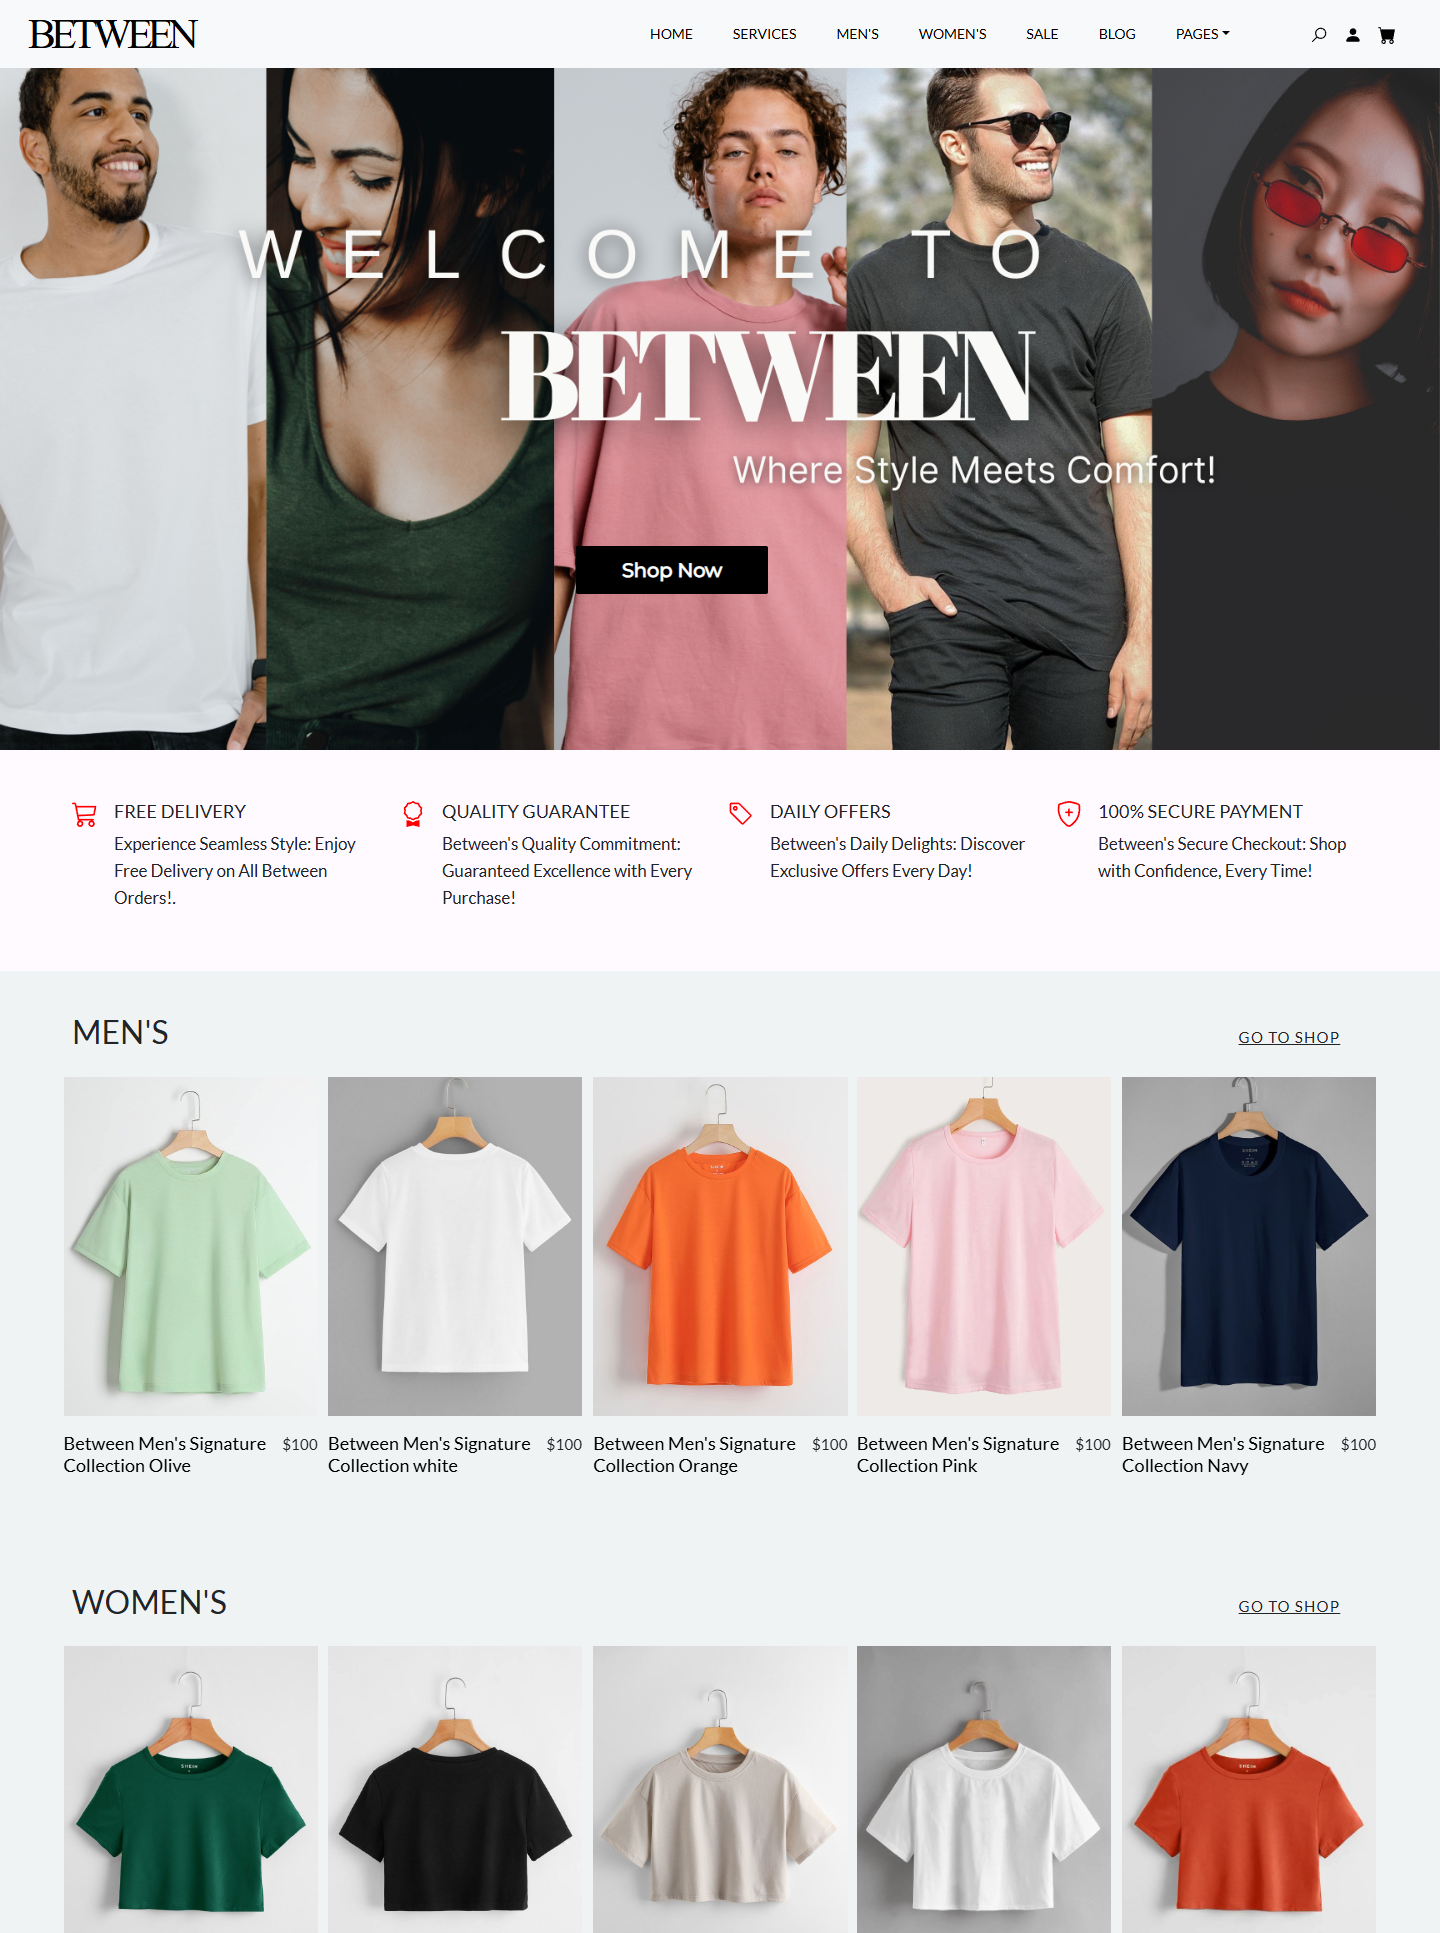 BETWEEN
HOME SERVICES MEN'S WOMEN'S SALE BLOG PAGES
WELCOME TO
BETWEEN
Where Style Meets Comfort!
Shop Now
FREE DELIVERY
Experience Seamless Style: Enjoy
Free Delivery on All Between
Orders!.
QUALITY GUARANTEE
Between's Quality Commitment:
Guaranteed Excellence with Every
Purchase!
DAILY OFFERS
Between's Daily Delights: Discover
Exclusive Offers Every Day!
100% SECURE PAYMENT
Between's Secure Checkout: Shop
with Confidence, Every Time!
MEN'S
GO TO SHOP
SHEIN
Between Men's Signature $100
Collection Olive
Between Men's Signature $100
Collection white
Between Men's Signature $100
Collection Orange
Between Men's Signature $100
Collection Pink
Between Men's Signature $100
Collection Navy
WOMEN'S
GO TO SHOP
SHEIN
SHEIN